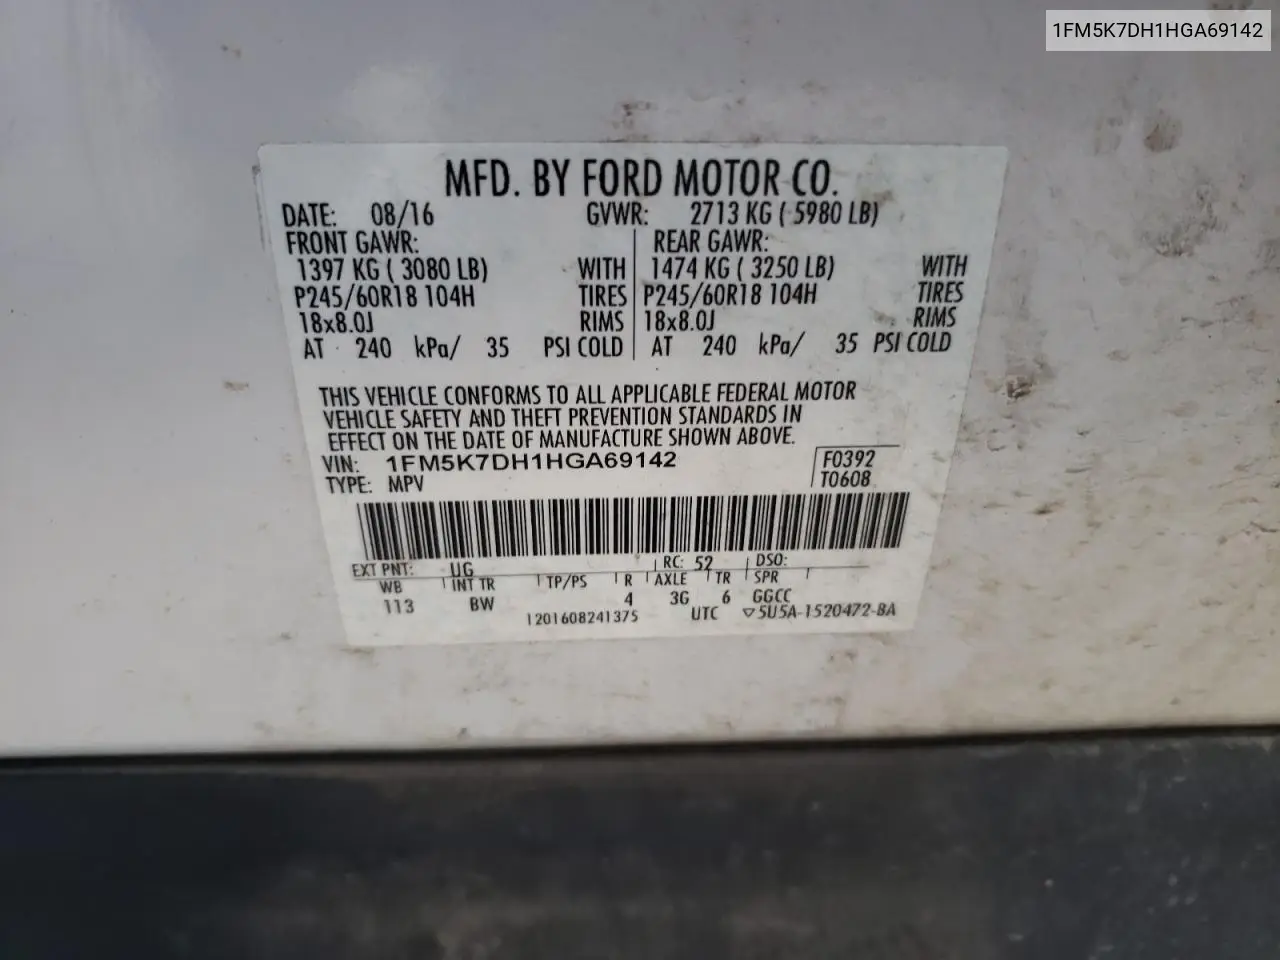 1FM5K7DH1HGA69142
MFD. BY FORD MOTOR CO.
DATE: 08/16 GVWR: 2713 KG ( 5980 LB)
FRONT GAWR: REAR GAWR:
1397 KG ( 3080 LB) WITH 1474 KG ( 3250 LB) WITH
P245/60R18 104H TIRES P245/60R18 104H TIRES
18x8.0J RIMS 18x8.0J RIMS
AT 240 kPa/ 35 PSI COLD AT 240 kPa/ 35 PSI COLD
THIS VEHICLE CONFORMS TO ALL APPLICABLE FEDERAL MOTOR
VEHICLE SAFETY AND THEFT PREVENTION STANDARDS IN
EFFECT ON THE DATE OF MANUFACTURE SHOWN ABOVE.
VIN: 1FM5K7DH1HGA69142 F0392
TYPE: MPV T0608
EXT PNT: UG RC: 52 DSO:
WB INT TR TP/PS R AXLE TR SPR
113 BW 4 3G 6 GGCC
1201608241375 UTC ▽5U5A-1520472-BA